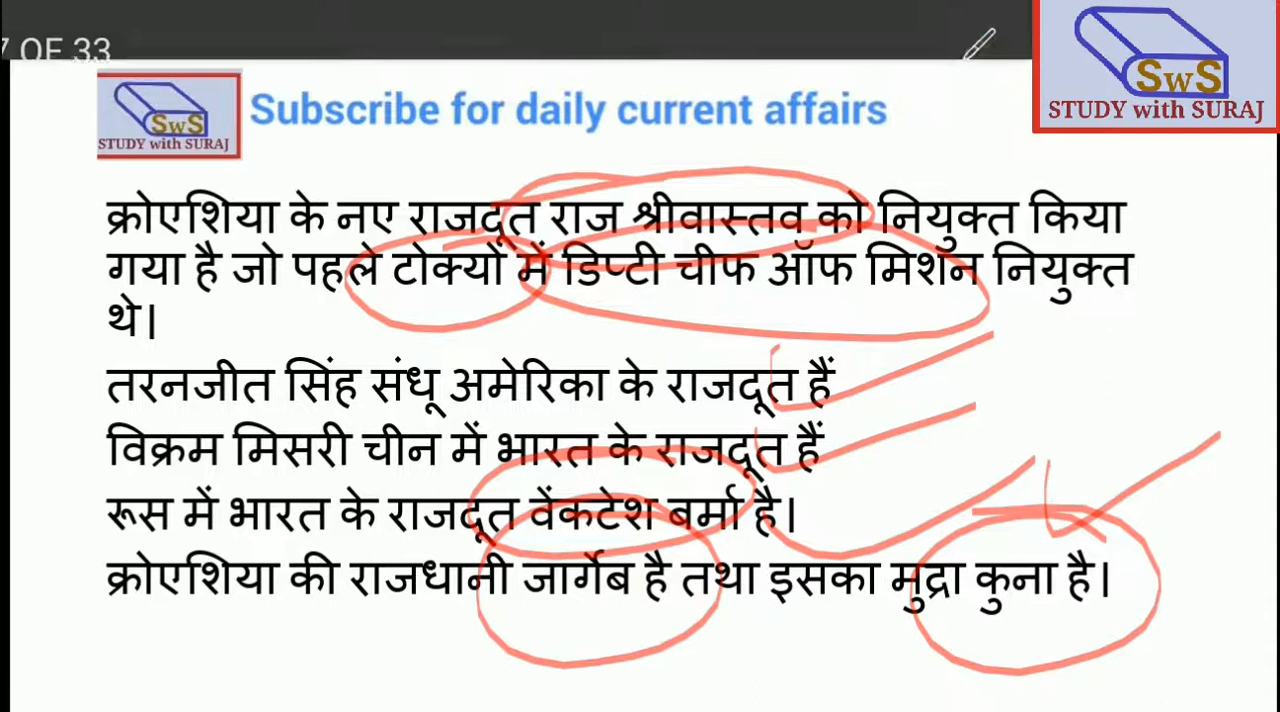 7 OF 33
SwS
STUDY with SURAJ
SwS
STUDY with SURAJ
Subscribe for daily current affairs
क्रोएशिया के नए राजदूत राज श्रीवास्तव को नियुक्त किया
गया है जो पहले टोक्यो में डिप्टी चीफ ऑफ मिशन नियुक्त
थे।
तरनजीत सिंह संधू अमेरिका के राजदूत हैं
विक्रम मिसरी चीन में भारत के राजदूत हैं
रूस में भारत के राजदूत वेंकटेश बर्मा है।
क्रोएशिया की राजधानी जार्गेब है तथा इसका मुद्रा कुना है।